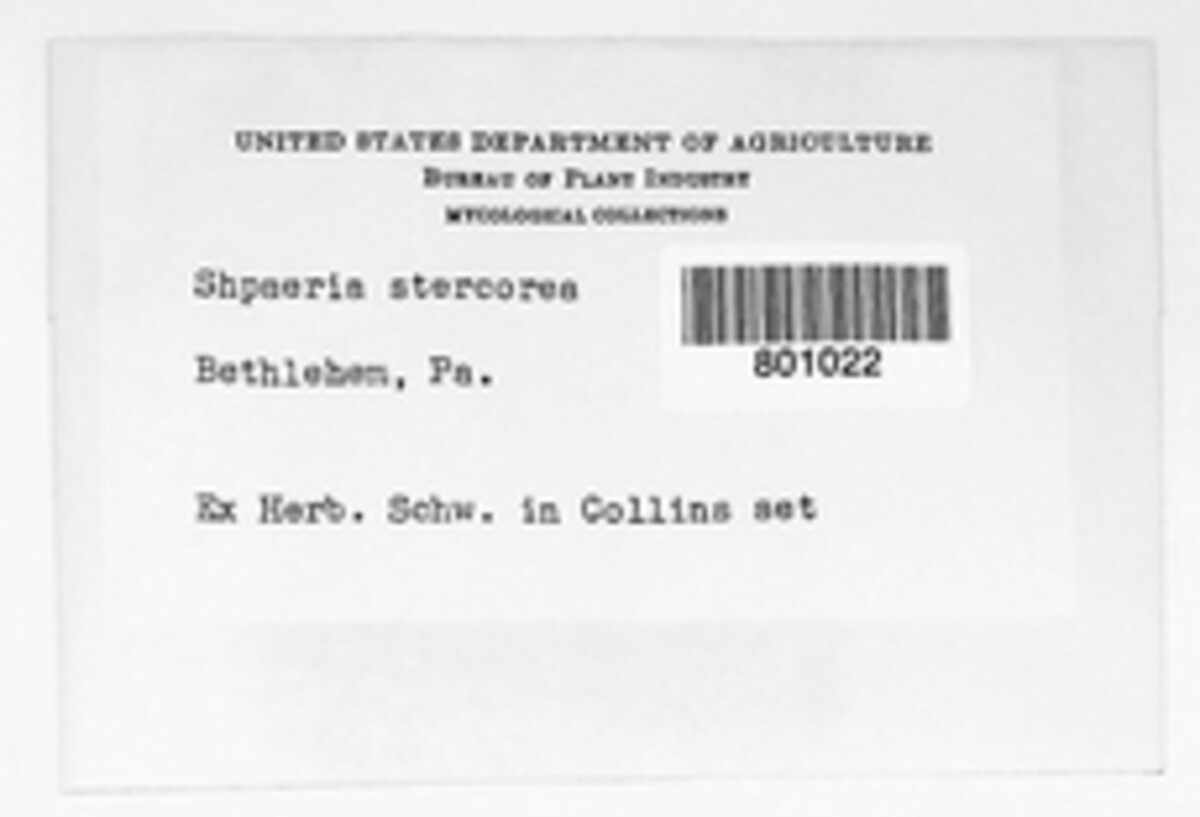 UNITED STATES DEPARTMENT OF AGRICULTURE
BUREAU OF PLANT INDUSTRY
MYCOLOGICAL COLLECTIONS
Shpaeria stercorea
801022
Bethlehem, Pa.
Ex Herb. Schw. in Collins set